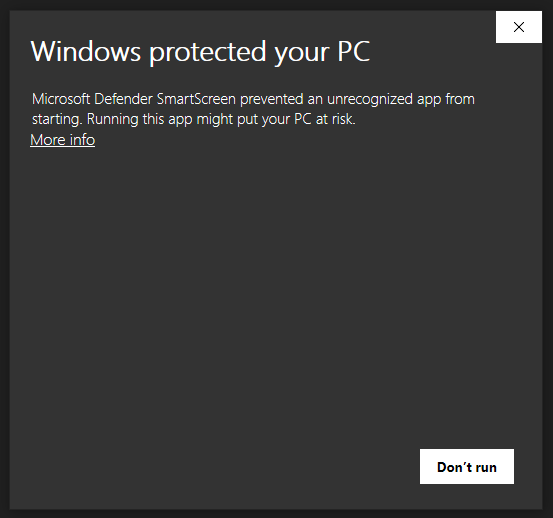 Windows protected your PC
Microsoft Defender SmartScreen prevented an unrecognized app from
starting. Running this app might put your PC at risk.
More info
Don’t run